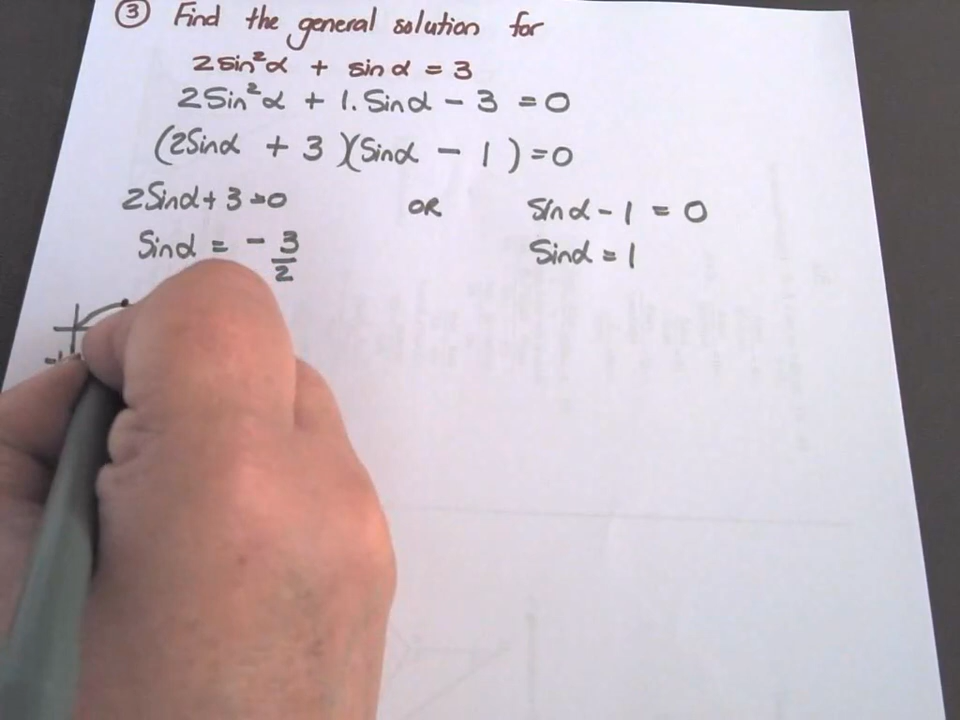 ③ Find the general solution for
2sin²α + sin α = 3
2Sin²α + 1.Sinα - 3 = 0
(2Sinα + 3)(Sinα - 1) = 0
2Sinα + 3 = 0 OR sinα - 1 = 0
Sinα = - 3/2 Sinα = 1
-1